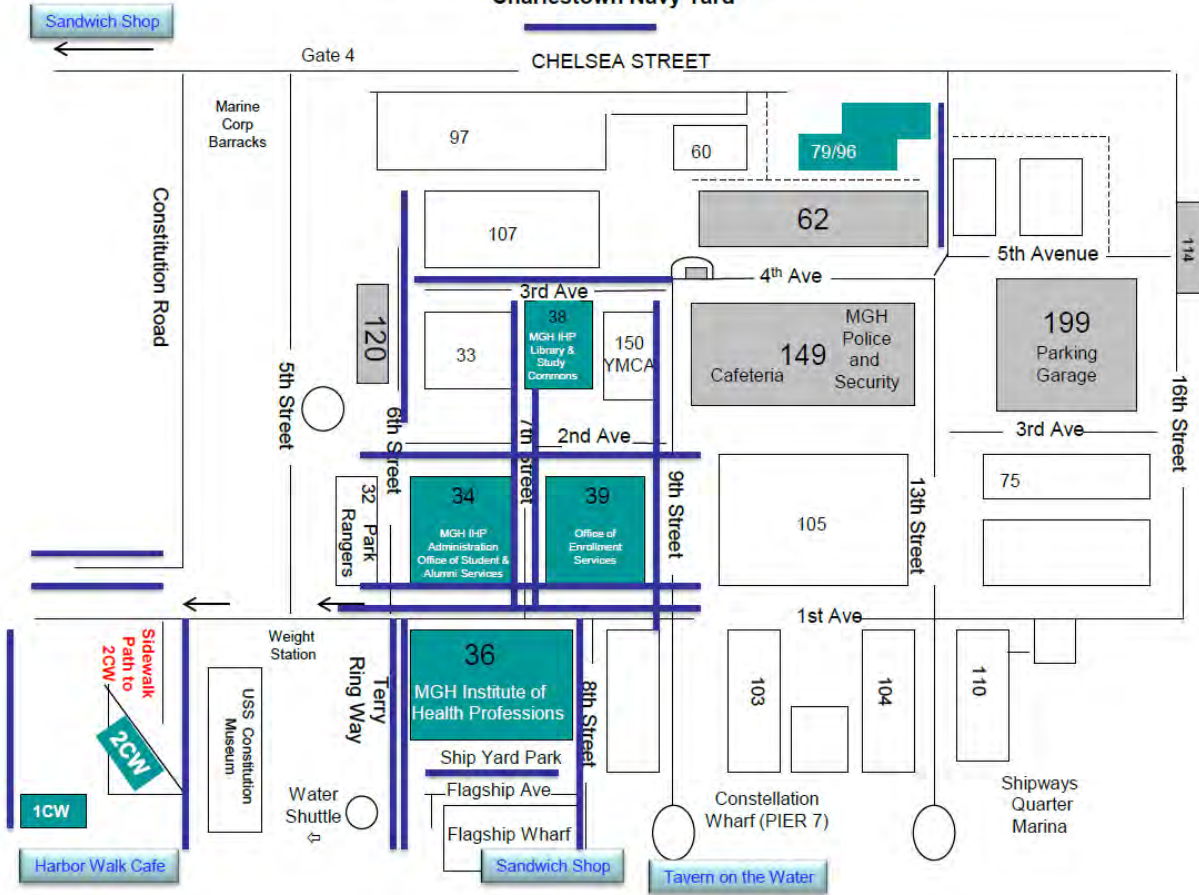 Charlestown Navy Yard
Sandwich Shop
Gate 4
CHELSEA STREET
Marine
Corp
Barracks
97
60
79/96
Constitution Road
107
62
114
5th Avenue
4th Ave
3rd Ave
120
33
38
MGH IHP
Library &
Study
Commons
150
YMCA
MGH
Police
and
Security
149
Cafeteria
199
Parking
Garage
5th Street
6th Street
7th Street
2nd Ave
3rd Ave
16th Street
32 Park
Rangers
34
MGH IHP
Administration
Office of Student &
Alumni Services
39
Office of
Enrollment
Services
9th Street
105
13th Street
75
1st Ave
Sidewalk
Path to
2CW
Weight
Station
Terry
Ring Way
36
MGH Institute of
Health Professions
8th Street
103
104
110
USS Constitution
Museum
2CW
1CW
Ship Yard Park
Flagship Ave
Flagship Wharf
Water
Shuttle
Constellation
Wharf (PIER 7)
Shipways
Quarter
Marina
Harbor Walk Cafe
Sandwich Shop
Tavern on the Water